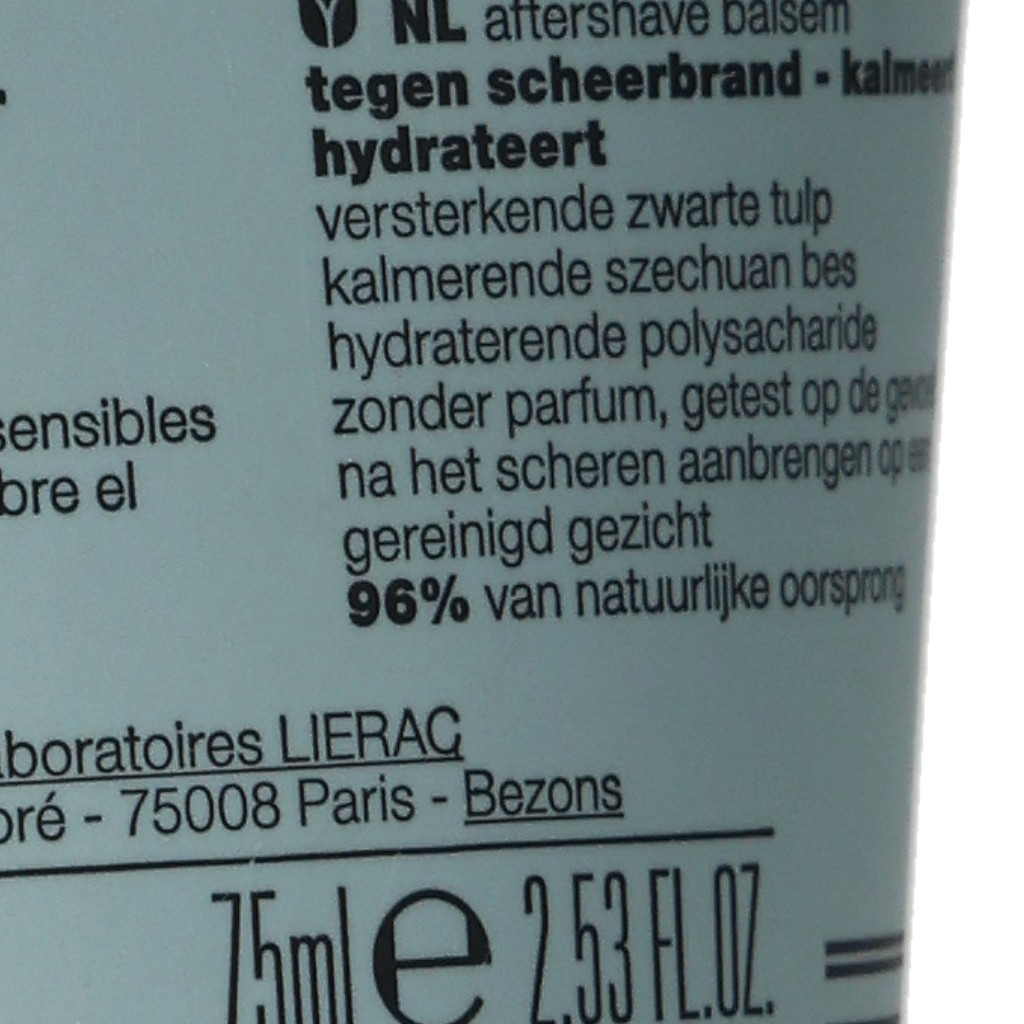 NL aftershave balsem
tegen scheerbrand - kalmeert
hydrateert
versterkende zwarte tulp
kalmerende szechuan bes
hydraterende polysacharide
zonder parfum, getest op de
na het scheren aanbrengen op
gereinigd gezicht
96% van natuurlijke oorsprong
sensibles
bre el
boratoires LIERAC
oré - 75008 Paris - Bezons
75ml e 2.53 FL.OZ.